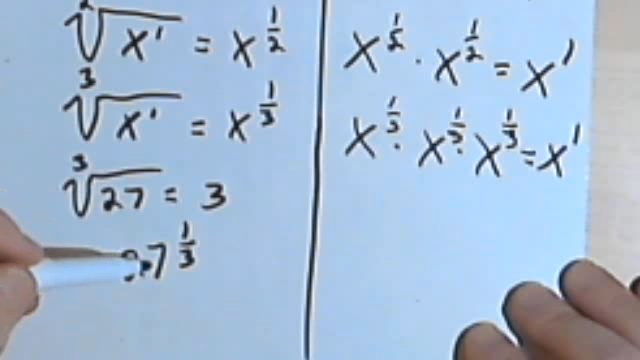 ²√x¹ = x^(1/2)
³√x¹ = x^(1/3)
³√27 = 3
27^(1/3)
x^(1/2) · x^(1/2) = x¹
x^(1/3) · x^(1/3) · x^(1/3) = x¹